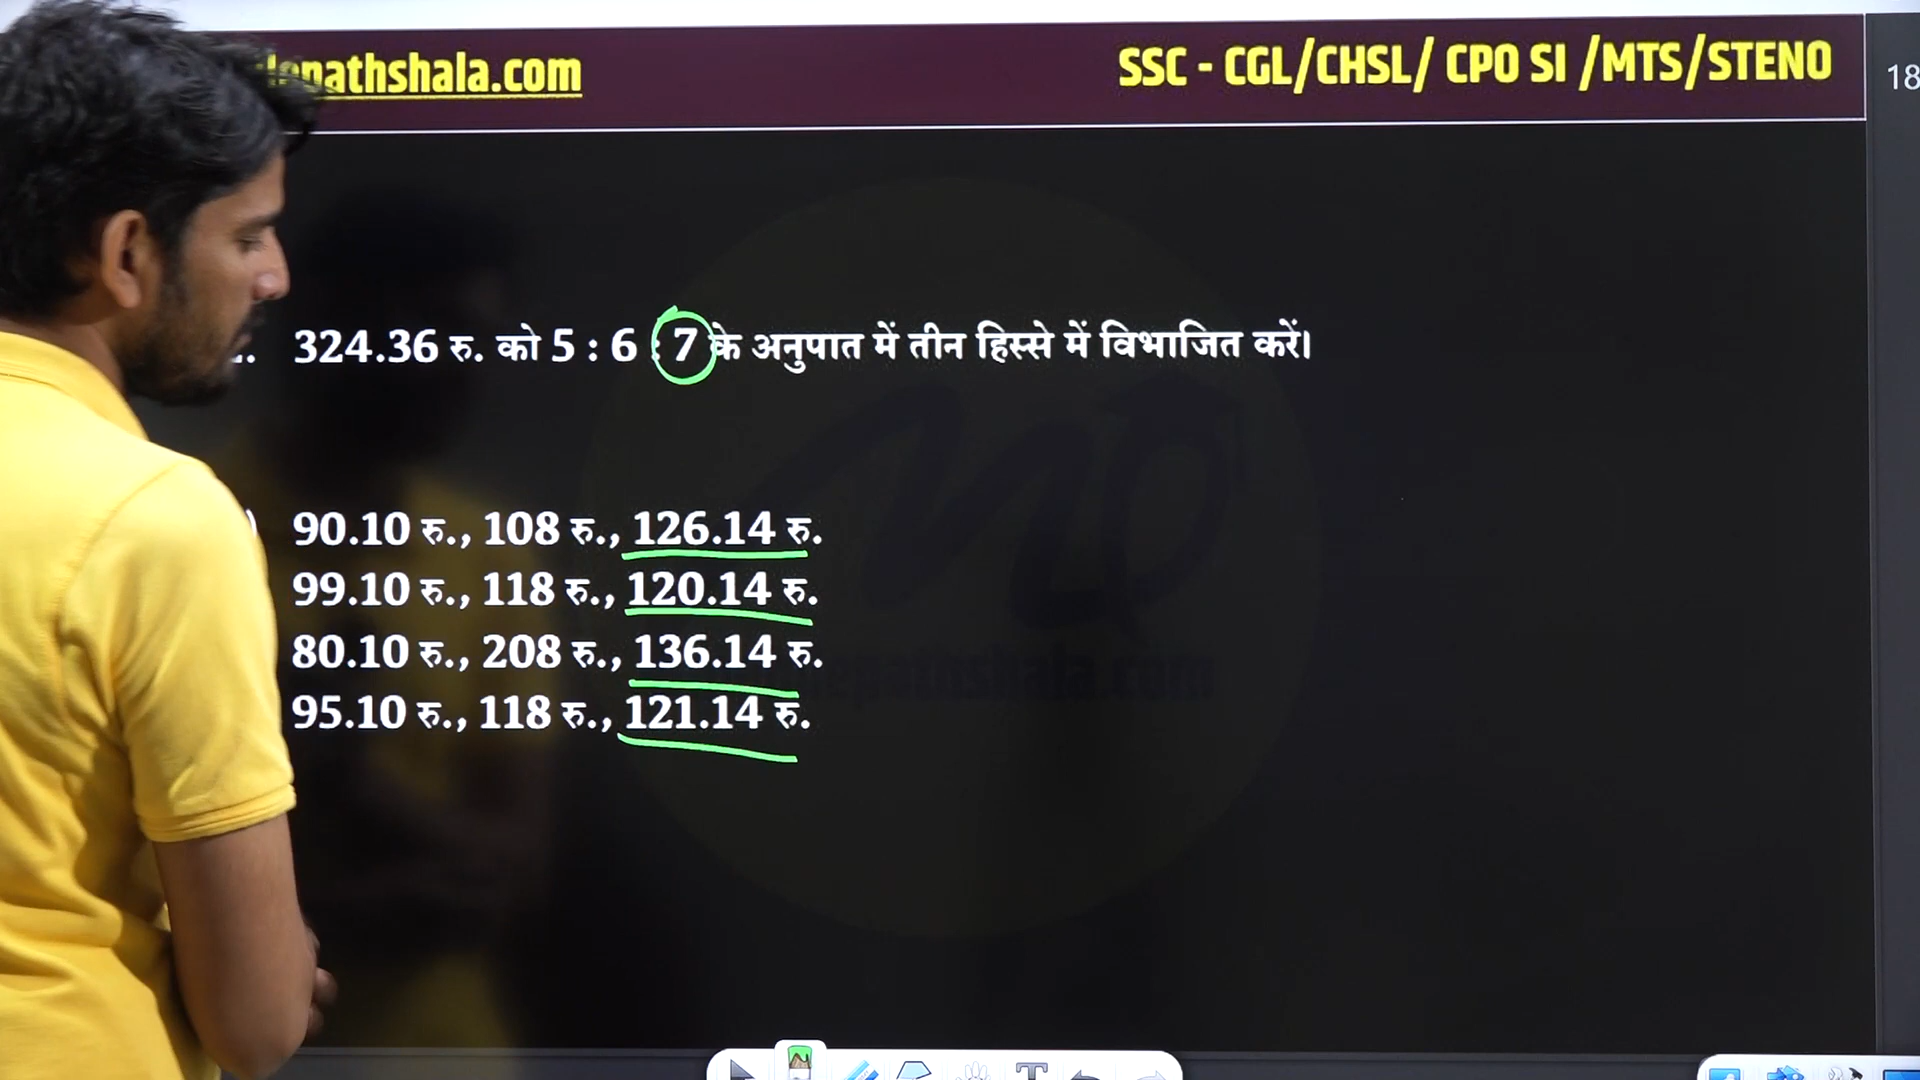 lepathshala.com
SSC - CGL/CHSL/ CPO SI /MTS/STENO
18
324.36 रु. को 5 : 6 : 7 के अनुपात में तीन हिस्से में विभाजित करें।
90.10 रु., 108 रु., 126.14 रु.
99.10 रु., 118 रु., 120.14 रु.
80.10 रु., 208 रु., 136.14 रु.
95.10 रु., 118 रु., 121.14 रु.